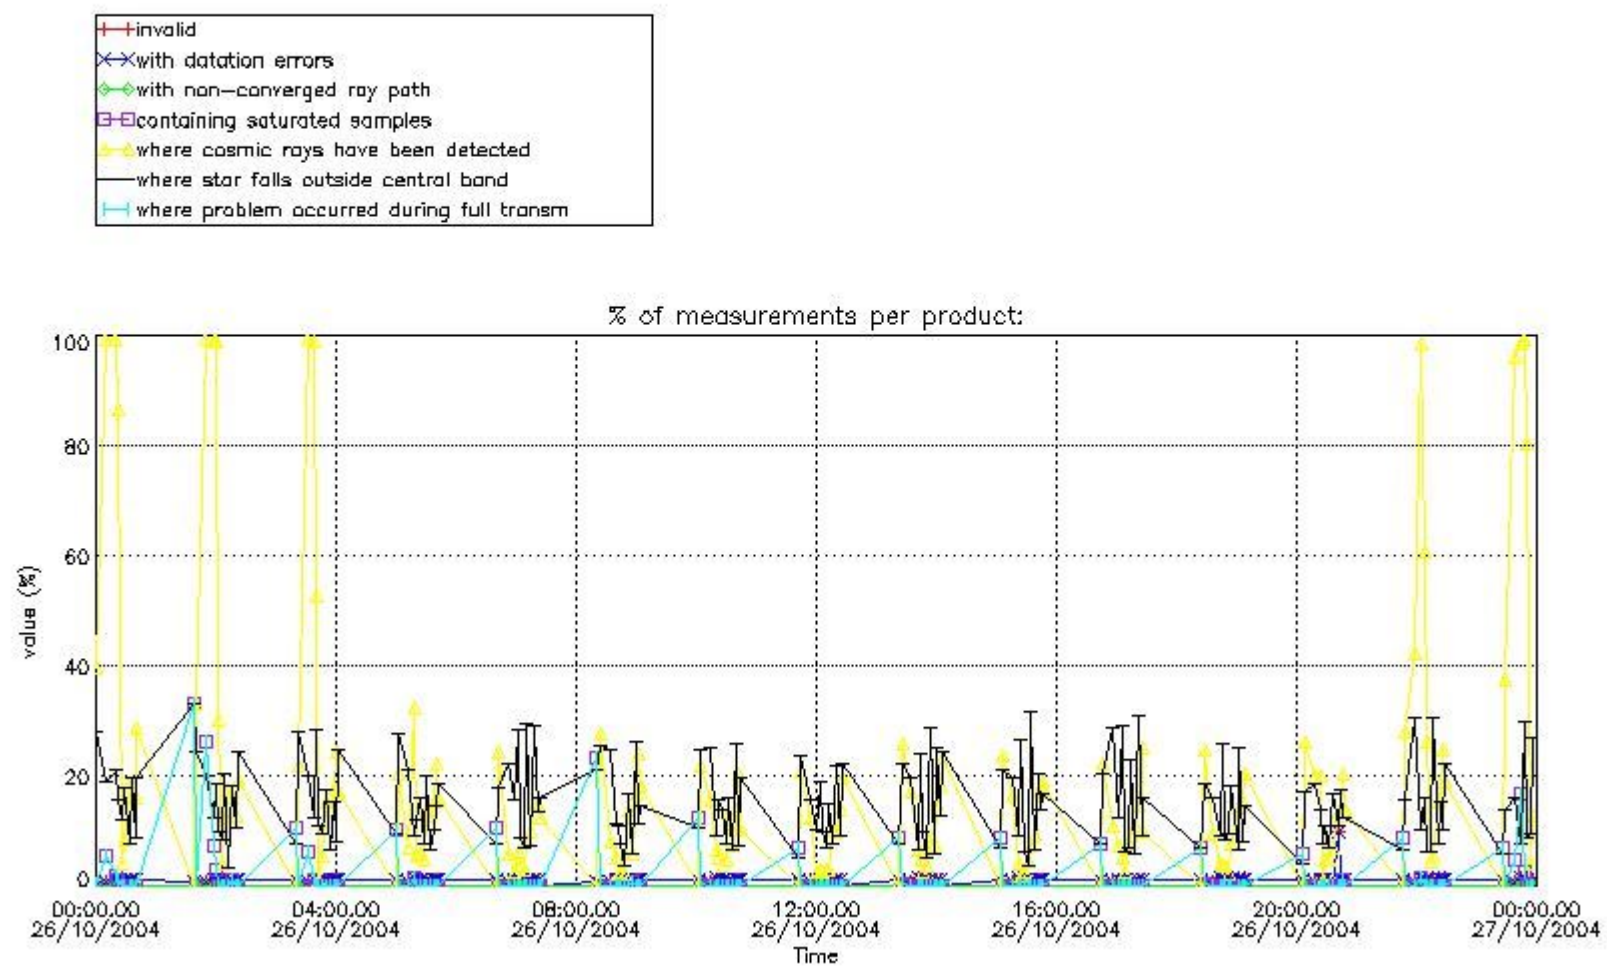 invalid
with datation errors
with non-converged ray path
containing saturated samples
where cosmic rays have been detected
where star falls outside central band
where problem occurred during full transm
% of measurements per product:
100
80
60
40
20
0
value (%)
00:00:00 04:00:00 08:00:00 12:00:00 16:00:00 20:00:00 00:00:00
26/10/2004 26/10/2004 26/10/2004 26/10/2004 26/10/2004 26/10/2004 27/10/2004
Time